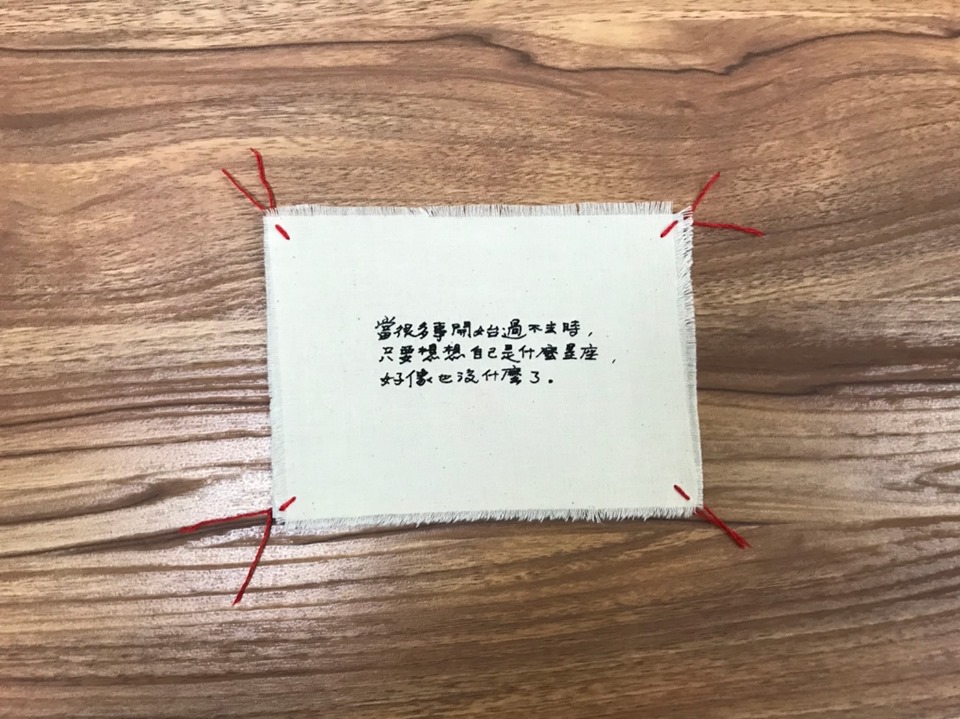 當很多事開始過不去時，
只要想想自己是什麼星座，
好像也沒什麼了。